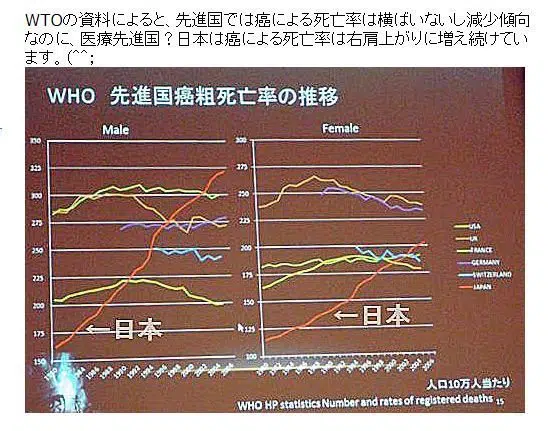 WTOの資料によると、先進国では癌による死亡率は横ばいないし減少傾向
なのに、医療先進国？日本は癌による死亡率は右肩上がりに増え続けてい
ます。(^^;
WHO 先進国癌粗死亡率の推移
Male
Female
350
325
300
275
250
225
200
175
150
300
275
250
225
200
175
150
125
100
←日本
←日本
USA
UK
FRANCE
GERMANY
SWITZERLAND
JAPAN
人口10万人当たり
WHO HP statistics Number and rates of registered deaths 15